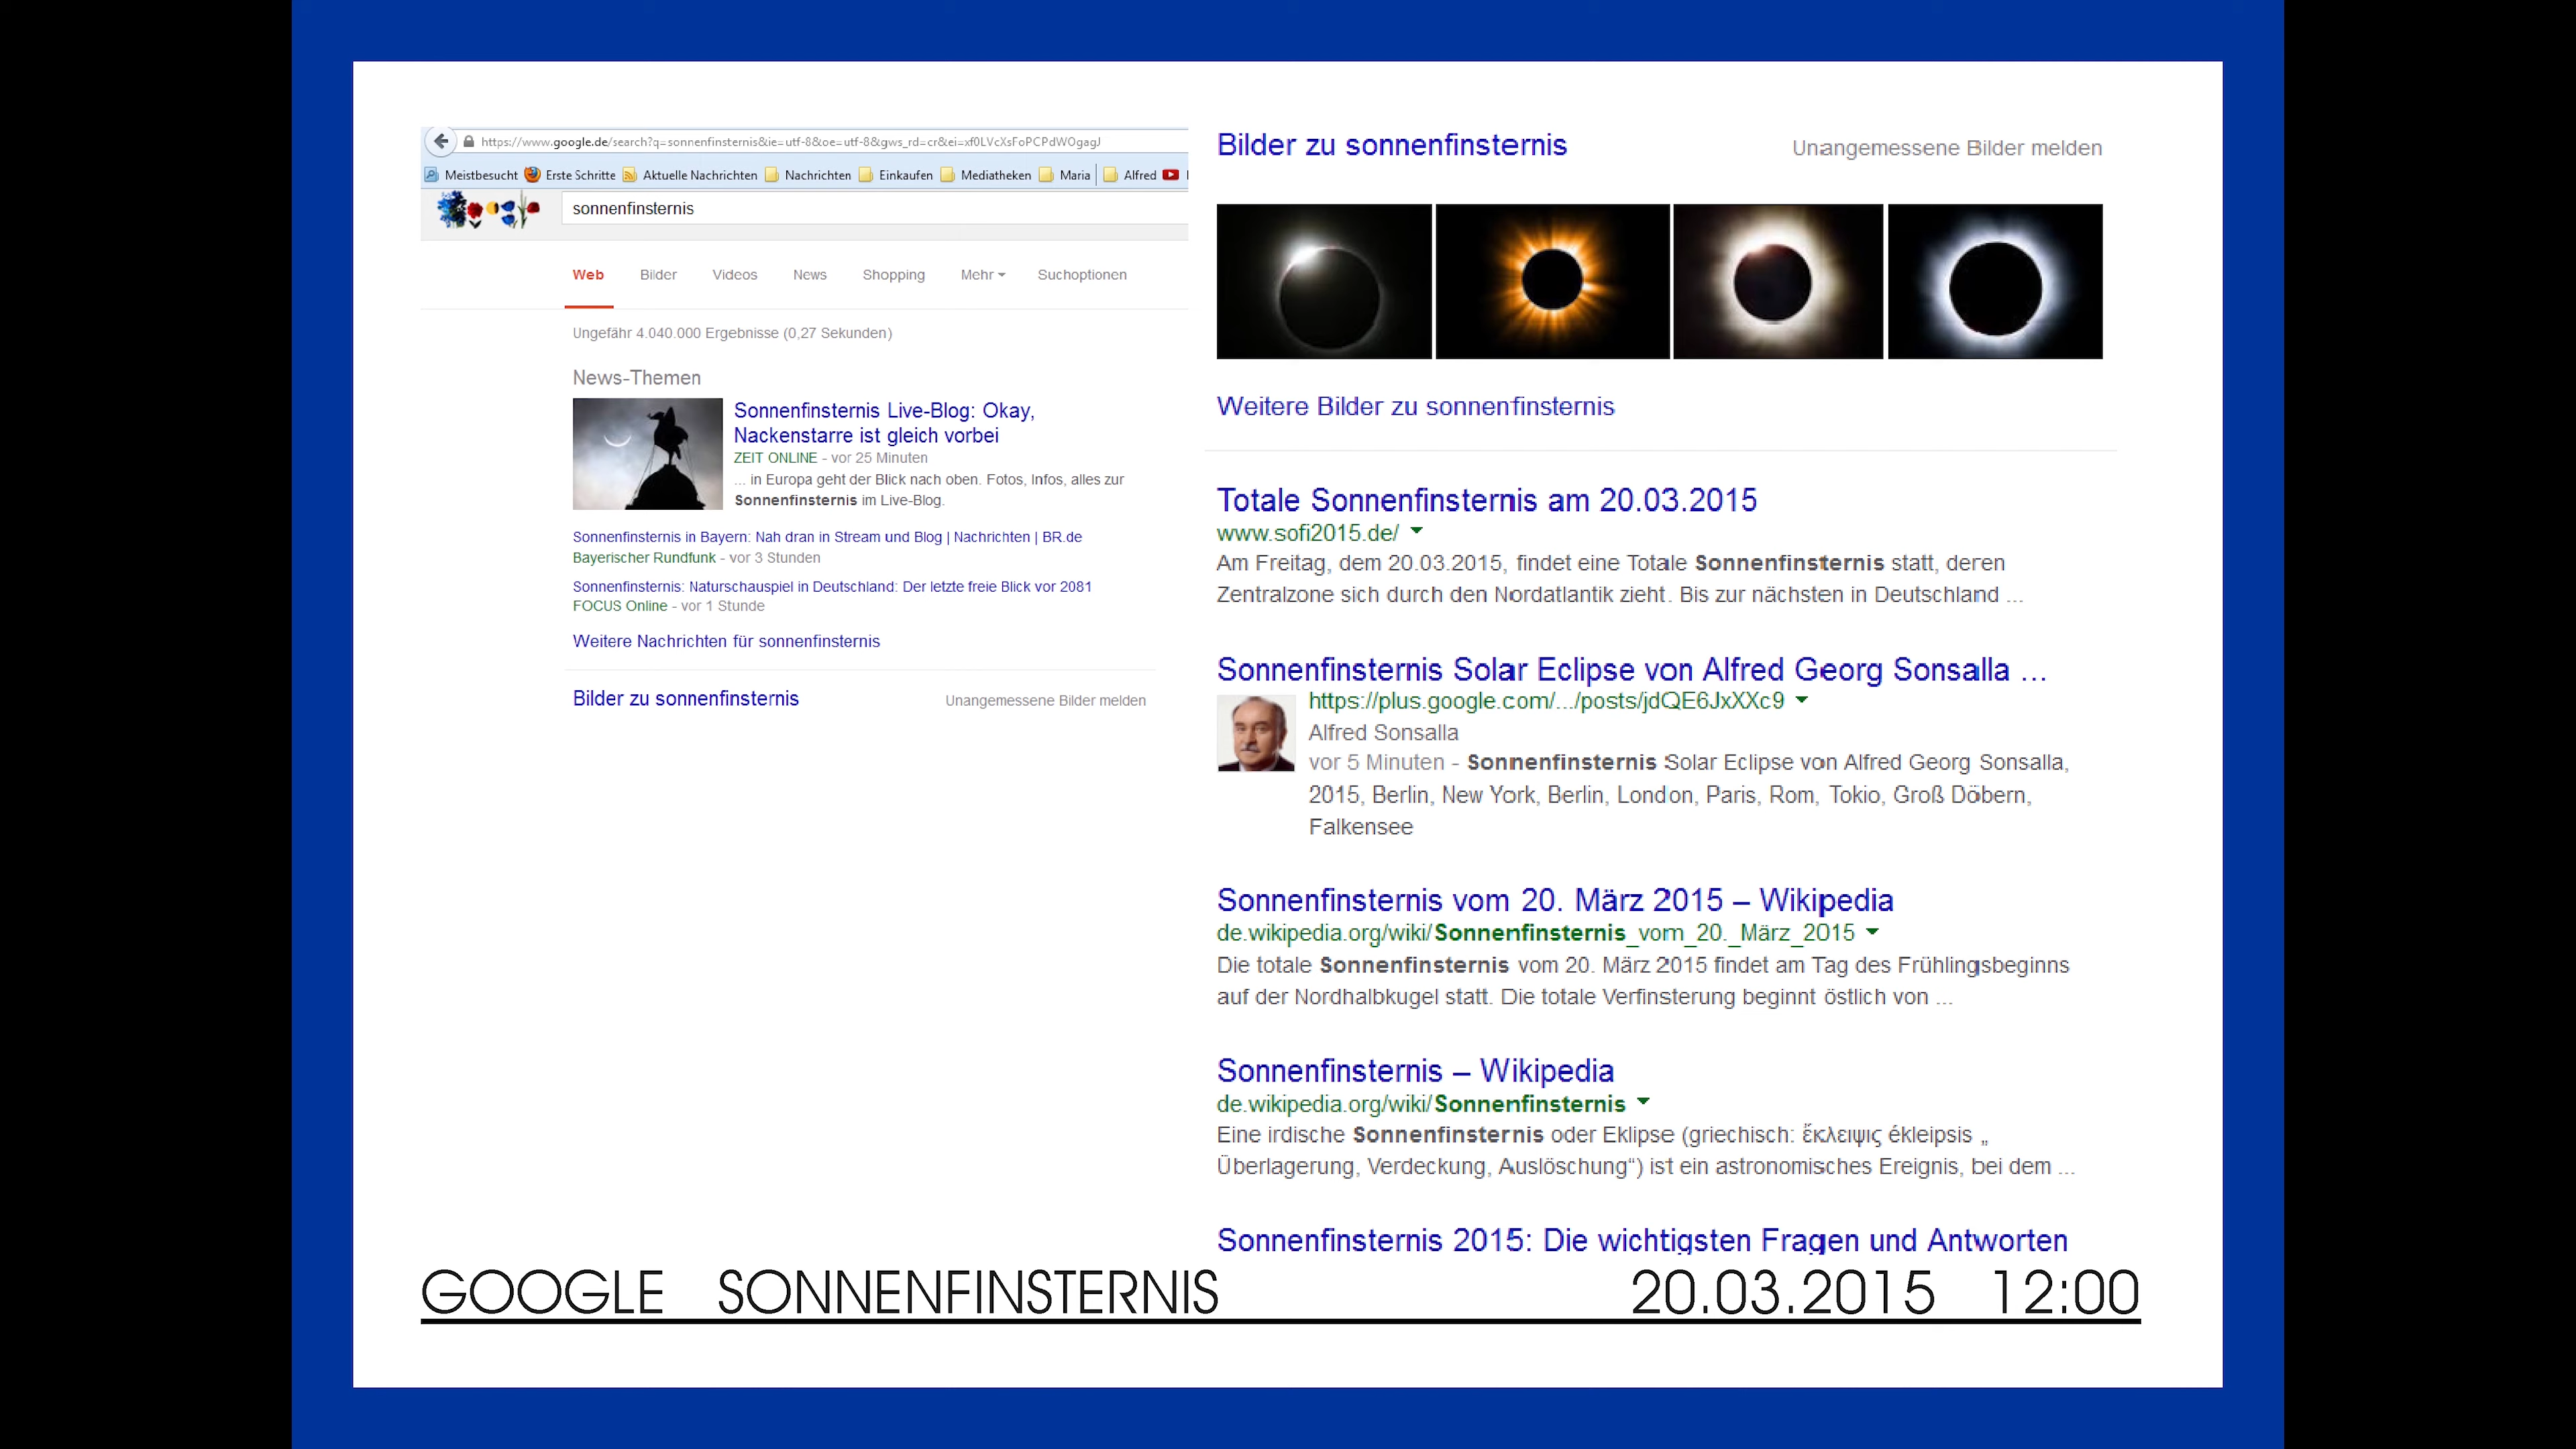 https://www.google.de/search?q=sonnenfinsternis&ie=utf-8&oe=utf-8&gws_rd=cr&ei=xf0LVcXsFoPCPdWOgagJ
Meistbesucht Erste Schritte Aktuelle Nachrichten Nachrichten Einkaufen Mediatheken Maria Alfred
sonnenfinsternis
Web Bilder Videos News Shopping Mehr Suchoptionen
Ungefähr 4.040.000 Ergebnisse (0,27 Sekunden)
News-Themen
Sonnenfinsternis Live-Blog: Okay,
Nackenstarre ist gleich vorbei
ZEIT ONLINE - vor 25 Minuten
... in Europa geht der Blick nach oben. Fotos, Infos, alles zur
Sonnenfinsternis im Live-Blog.
Sonnenfinsternis in Bayern: Nah dran in Stream und Blog | Nachrichten | BR.de
Bayerischer Rundfunk - vor 3 Stunden
Sonnenfinsternis: Naturschauspiel in Deutschland: Der letzte freie Blick vor 2081
FOCUS Online - vor 1 Stunde
Weitere Nachrichten für sonnenfinsternis
Bilder zu sonnenfinsternis Unangemessene Bilder melden
Bilder zu sonnenfinsternis Unangemessene Bilder melden
Weitere Bilder zu sonnenfinsternis
Totale Sonnenfinsternis am 20.03.2015
www.sofi2015.de/
Am Freitag, dem 20.03.2015, findet eine Totale Sonnenfinsternis statt, deren
Zentralzone sich durch den Nordatlantik zieht. Bis zur nächsten in Deutschland ...
Sonnenfinsternis Solar Eclipse von Alfred Georg Sonsalla ...
https://plus.google.com/.../posts/jdQE6JxXXc9
Alfred Sonsalla
vor 5 Minuten - Sonnenfinsternis Solar Eclipse von Alfred Georg Sonsalla,
2015, Berlin, New York, Berlin, London, Paris, Rom, Tokio, Groß Döbern,
Falkensee
Sonnenfinsternis vom 20. März 2015 – Wikipedia
de.wikipedia.org/wiki/Sonnenfinsternis_vom_20._März_2015
Die totale Sonnenfinsternis vom 20. März 2015 findet am Tag des Frühlingsbeginns
auf der Nordhalbkugel statt. Die totale Verfinsterung beginnt östlich von ...
Sonnenfinsternis – Wikipedia
de.wikipedia.org/wiki/Sonnenfinsternis
Eine irdische Sonnenfinsternis oder Eklipse (griechisch: ἔκλειψις ékleipsis „
Überlagerung, Verdeckung, Auslöschung“) ist ein astronomisches Ereignis, bei dem ...
Sonnenfinsternis 2015: Die wichtigsten Fragen und Antworten
GOOGLE SONNENFINSTERNIS 20.03.2015 12:00